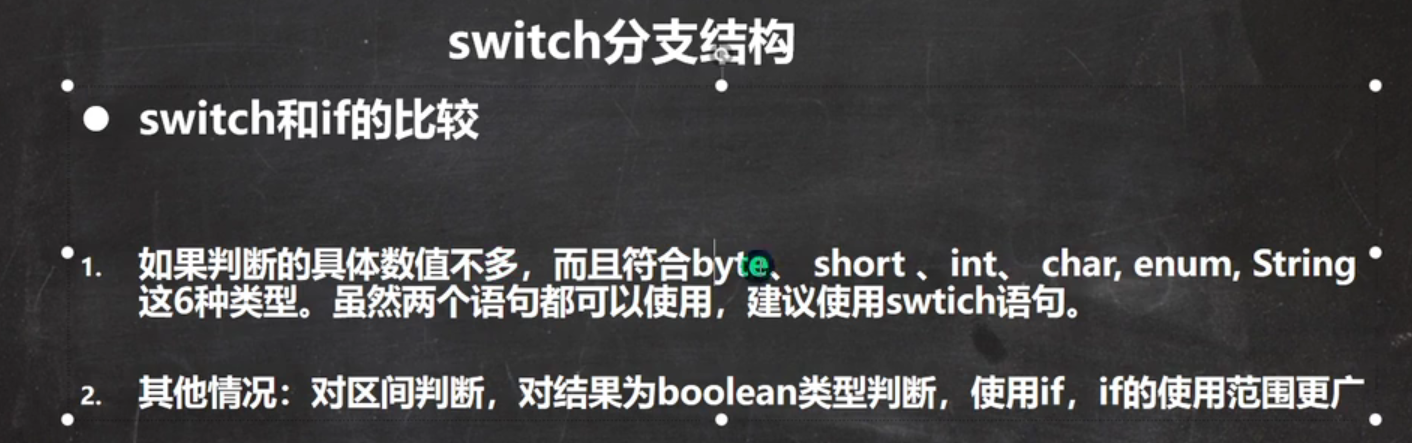 switch分支结构
● switch和if的比较
1. 如果判断的具体数值不多，而且符合byte、 short 、int、 char, enum, String
这6种类型。虽然两个语句都可以使用，建议使用swtich语句。
2. 其他情况：对区间判断，对结果为boolean类型判断，使用if，if的使用范围更广